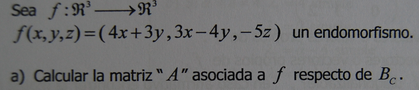 Sea f : ℜ³ ⟶ ℜ³
f(x,y,z)=(4x+3y,3x-4y,-5z) un endomorfismo.
a) Calcular la matriz “A” asociada a f respecto de B_C.